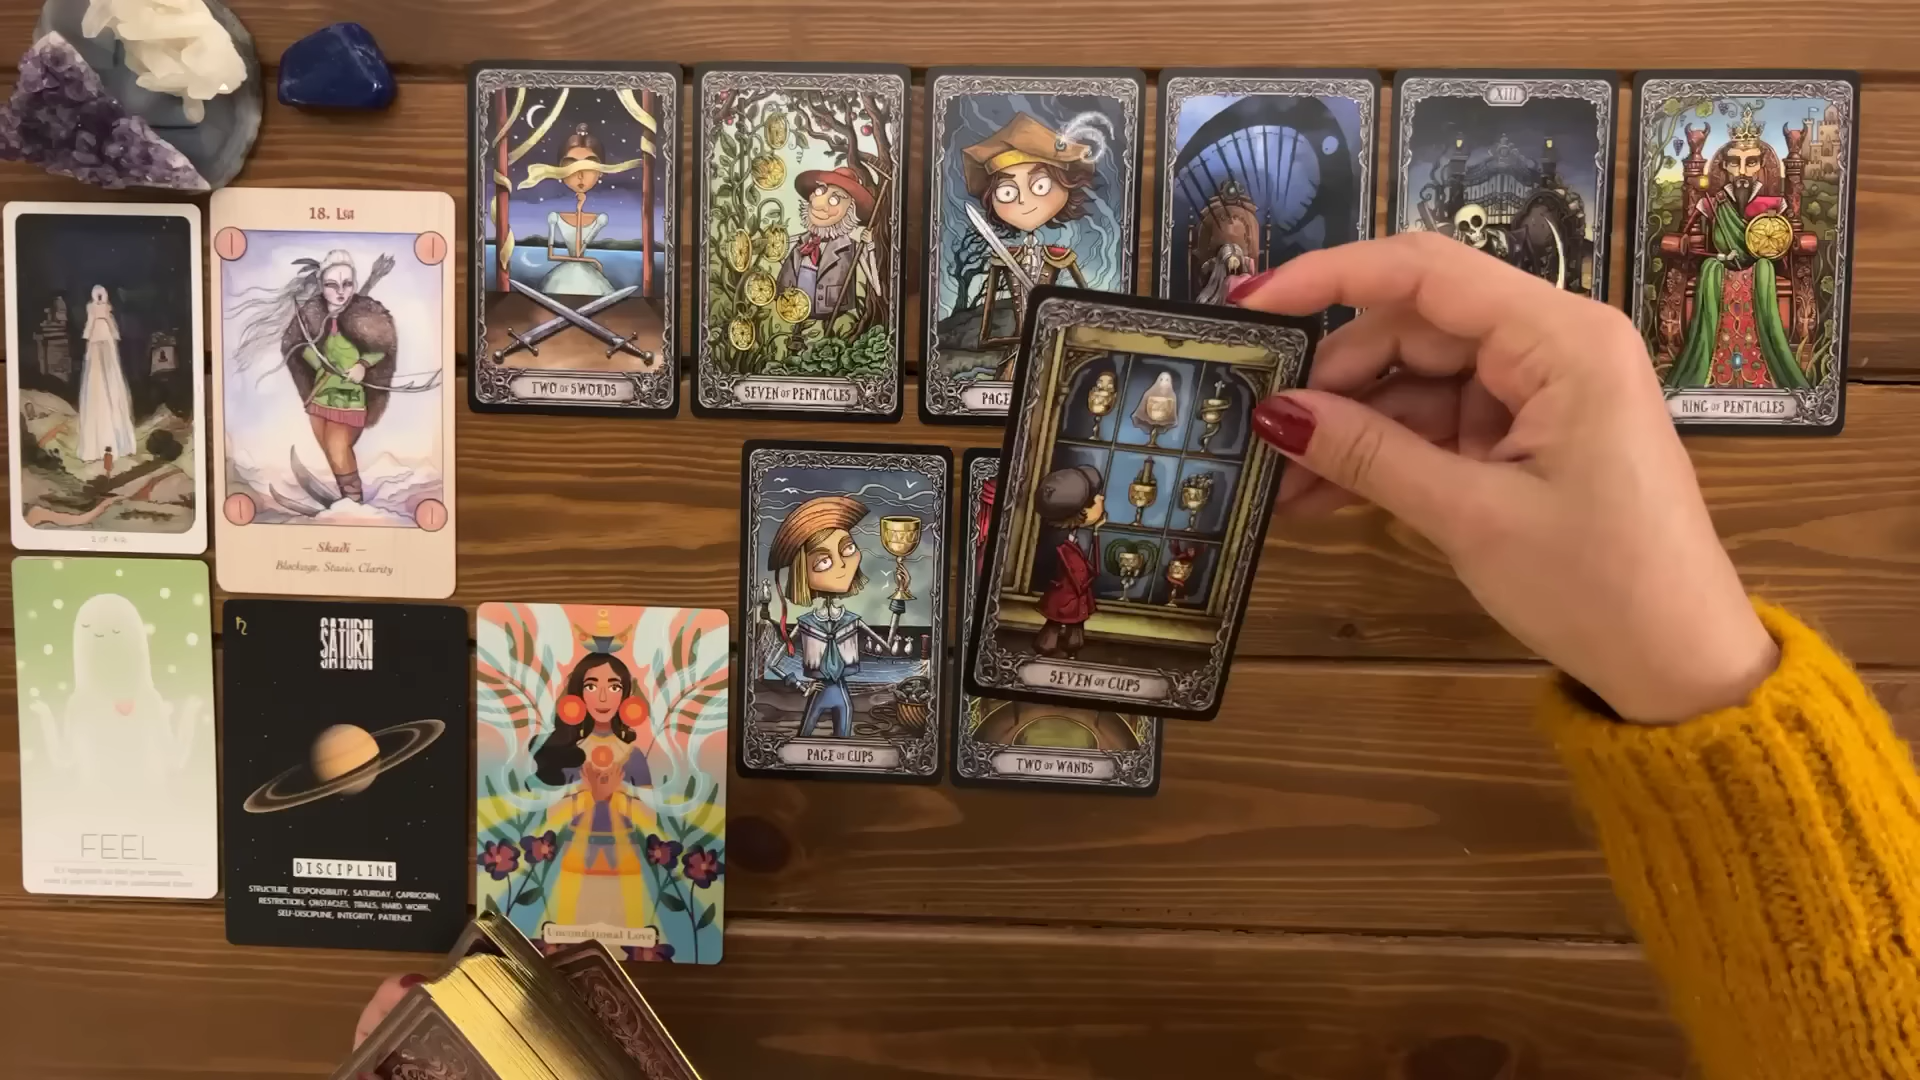 TWO OF SWORDS
SEVEN OF PENTACLES
PAGE
XIII
KING OF PENTACLES
18. Isa
— Skaði —
Blockage, Stasis, Clarity
SEVEN OF CUPS
PAGE OF CUPS
TWO OF WANDS
FEEL
♄
SATURN
DISCIPLINE
STRUCTURE, RESPONSIBILITY, SATURDAY, CAPRICORN,
RESTRICTION, OBSTACLES, TRIALS, HARD WORK,
SELF-DISCIPLINE, INTEGRITY, PATIENCE
Unconditional Love